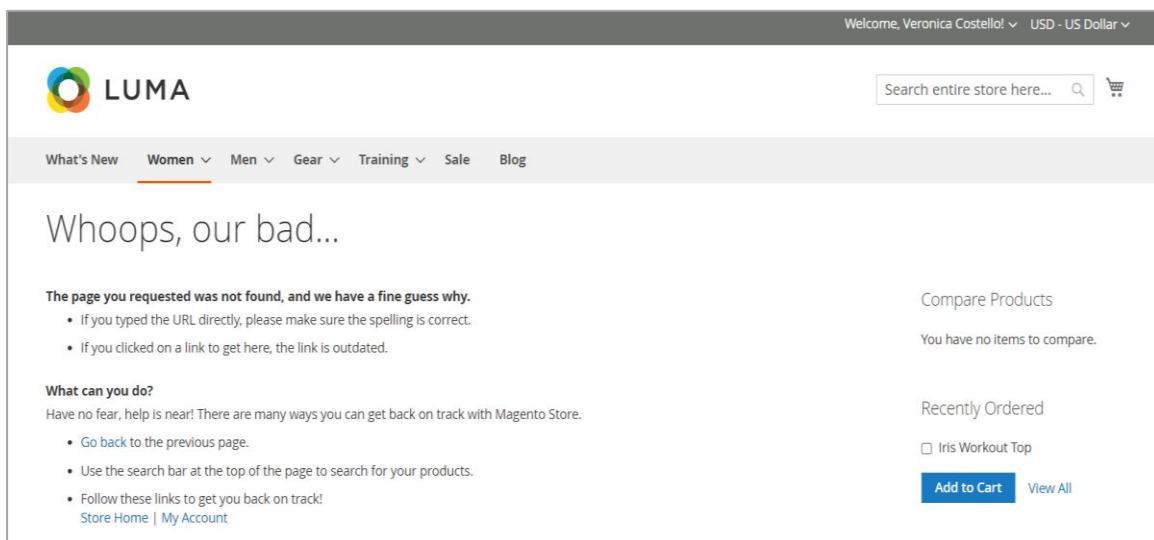 Welcome, Veronica Costello! USD - US Dollar
LUMA
Search entire store here...
What's New Women Men Gear Training Sale Blog
Whoops, our bad...
The page you requested was not found, and we have a fine guess why.
• If you typed the URL directly, please make sure the spelling is correct.
• If you clicked on a link to get here, the link is outdated.
What can you do?
Have no fear, help is near! There are many ways you can get back on track with Magento Store.
• Go back to the previous page.
• Use the search bar at the top of the page to search for your products.
• Follow these links to get you back on track!
Store Home | My Account
Compare Products
You have no items to compare.
Recently Ordered
Iris Workout Top
Add to Cart View All